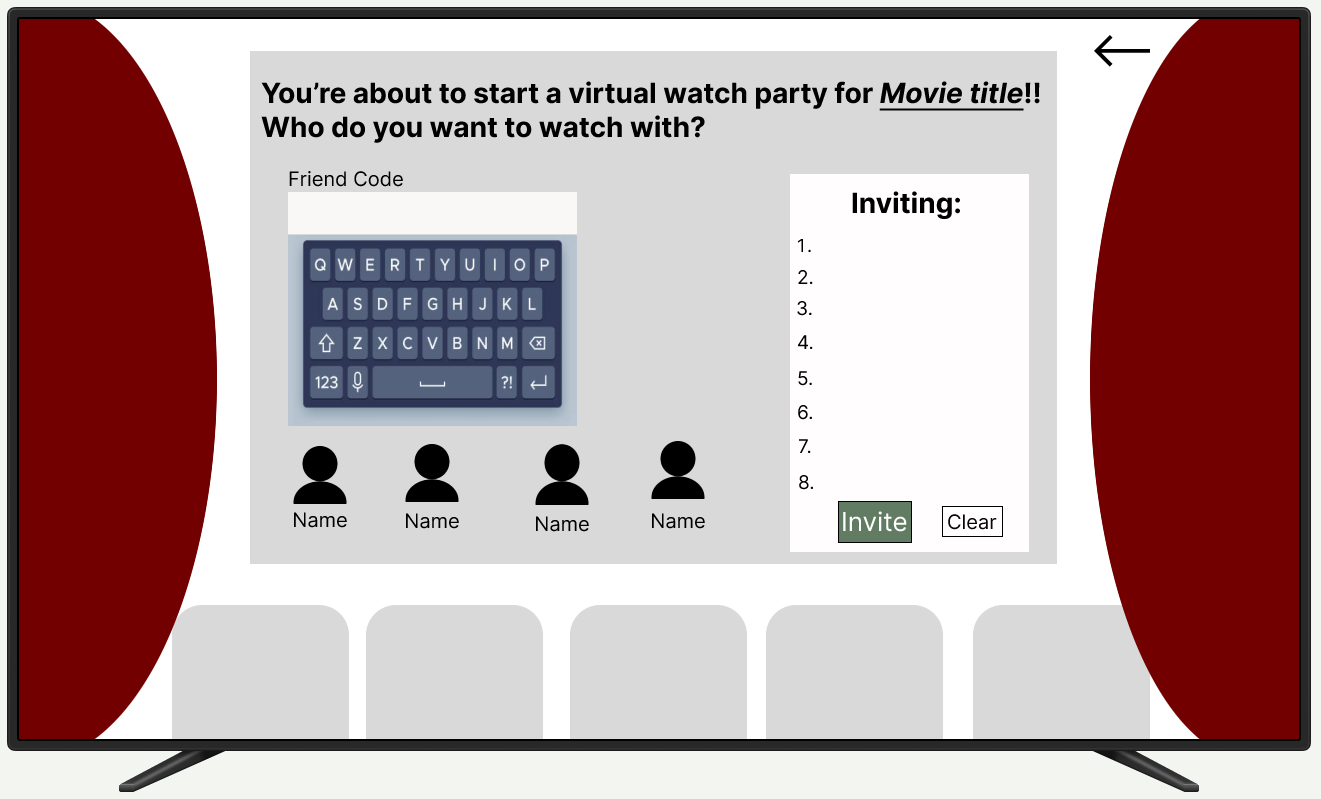 You’re about to start a virtual watch party for Movie title!!
Who do you want to watch with?
Friend Code
Q W E R T Y U I O P
A S D F G H J K L
Z X C V B N M
123 ?!
Name Name Name Name
Inviting:
1.
2.
3.
4.
5.
6.
7.
8.
Invite Clear